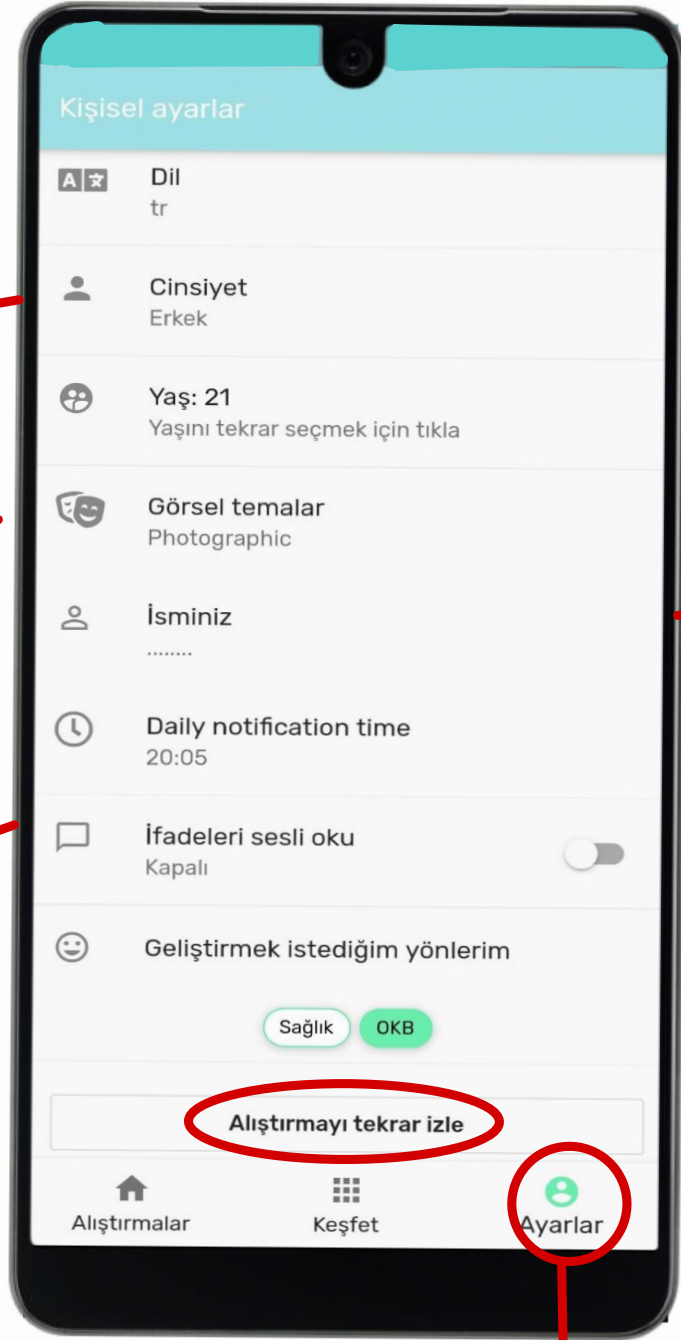 Kişisel ayarlar
Dil
tr
Cinsiyet
Erkek
Yaş: 21
Yaşını tekrar seçmek için tıkla
Görsel temalar
Photographic
İsminiz
........
Daily notification time
20:05
İfadeleri sesli oku
Kapalı
Geliştirmek istediğim yönlerim
Sağlık OKB
Alıştırmayı tekrar izle
Alıştırmalar Keşfet Ayarlar